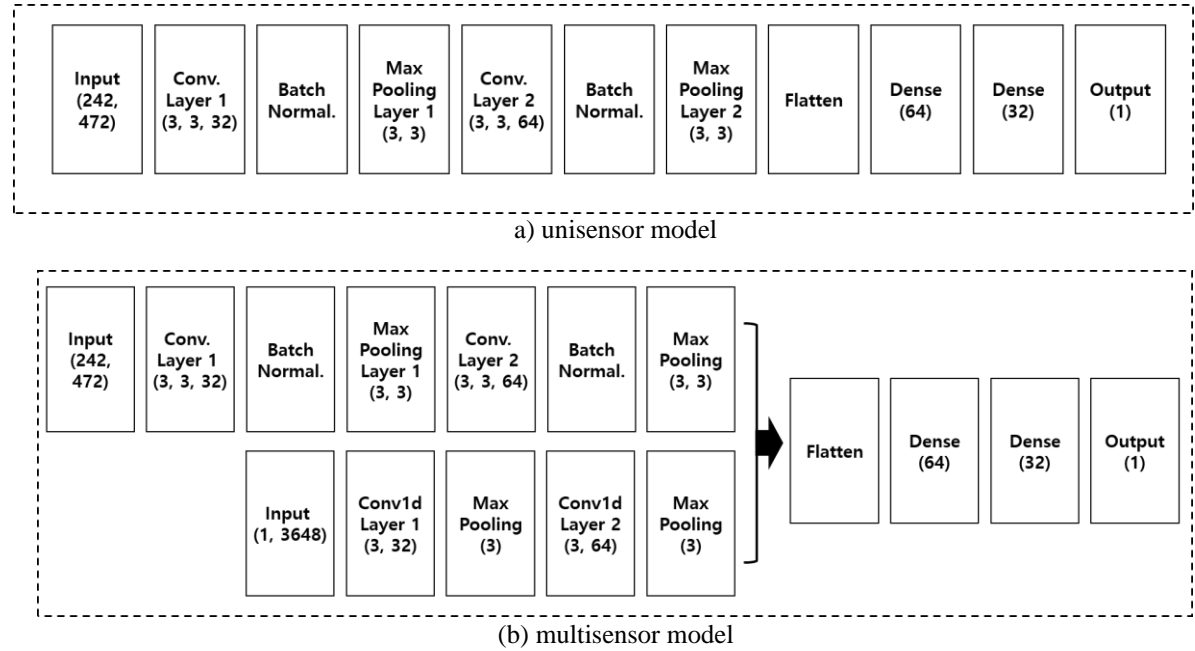 Input
(242,
472)
Conv.
Layer 1
(3, 3, 32)
Batch
Normal.
Max
Pooling
Layer 1
(3, 3)
Conv.
Layer 2
(3, 3, 64)
Batch
Normal.
Max
Pooling
Layer 2
(3, 3)
Flatten
Dense
(64)
Dense
(32)
Output
(1)
a) unisensor model
Input
(242,
472)
Conv.
Layer 1
(3, 3, 32)
Batch
Normal.
Max
Pooling
Layer 1
(3, 3)
Conv.
Layer 2
(3, 3, 64)
Batch
Normal.
Max
Pooling
(3, 3)
Input
(1, 3648)
Conv1d
Layer 1
(3, 32)
Max
Pooling
(3)
Conv1d
Layer 2
(3, 64)
Max
Pooling
(3)
Flatten
Dense
(64)
Dense
(32)
Output
(1)
(b) multisensor model